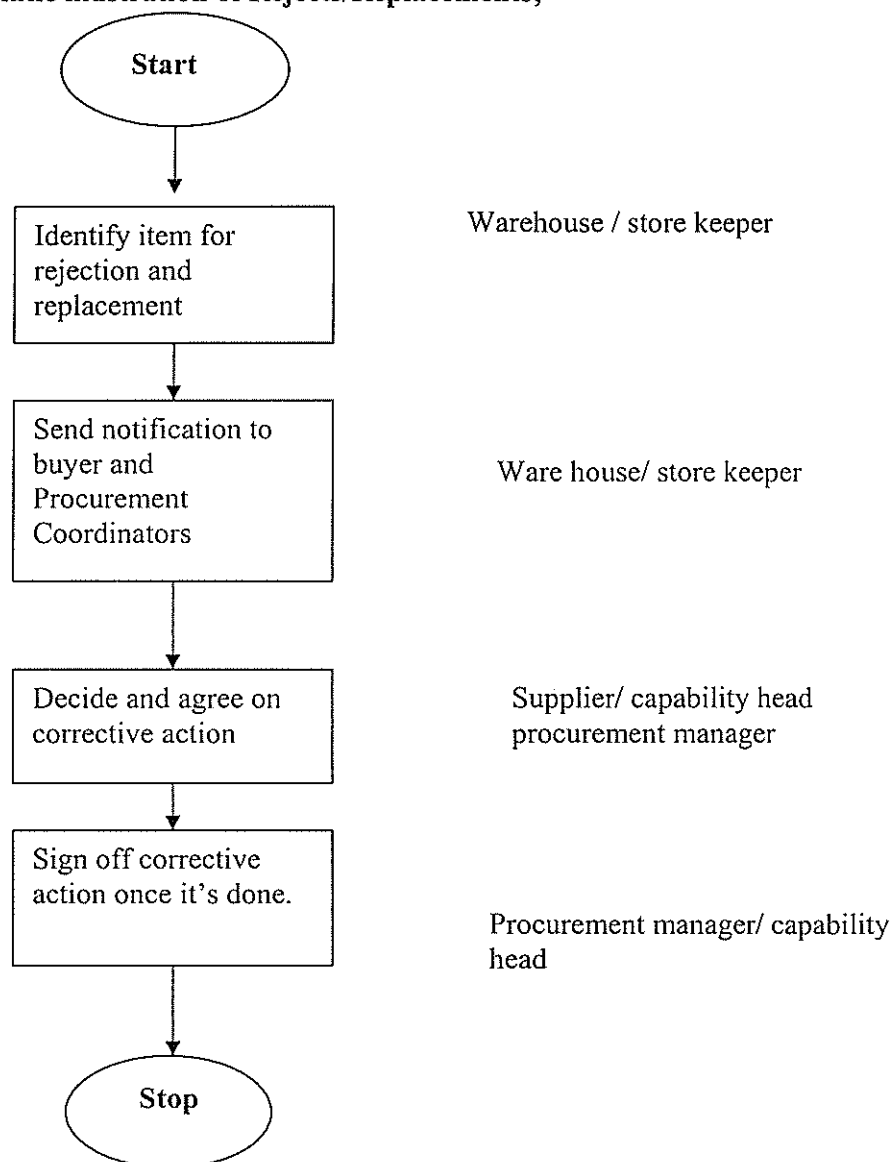 Start
Identify item for
rejection and
replacement
Warehouse / store keeper
Send notification to
buyer and
Procurement
Coordinators
Ware house/ store keeper
Decide and agree on
corrective action
Supplier/ capability head
procurement manager
Sign off corrective
action once it's done.
Procurement manager/ capability
head
Stop